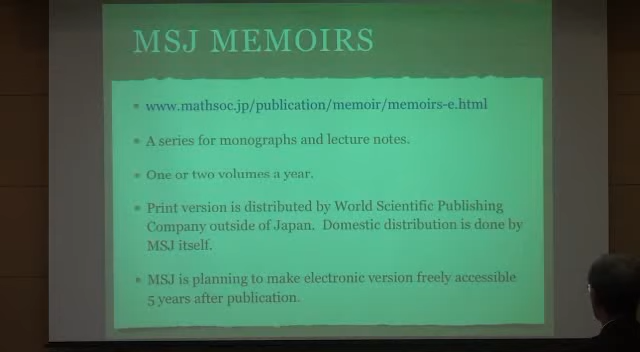 MSJ MEMOIRS
www.mathsoc.jp/publication/memoir/memoirs-e.html
A series for monographs and lecture notes.
One or two volumes a year.
Print version is distributed by World Scientific Publishing
Company outside of Japan. Domestic distribution is done by
MSJ itself.
MSJ is planning to make electronic version freely accessible
5 years after publication.